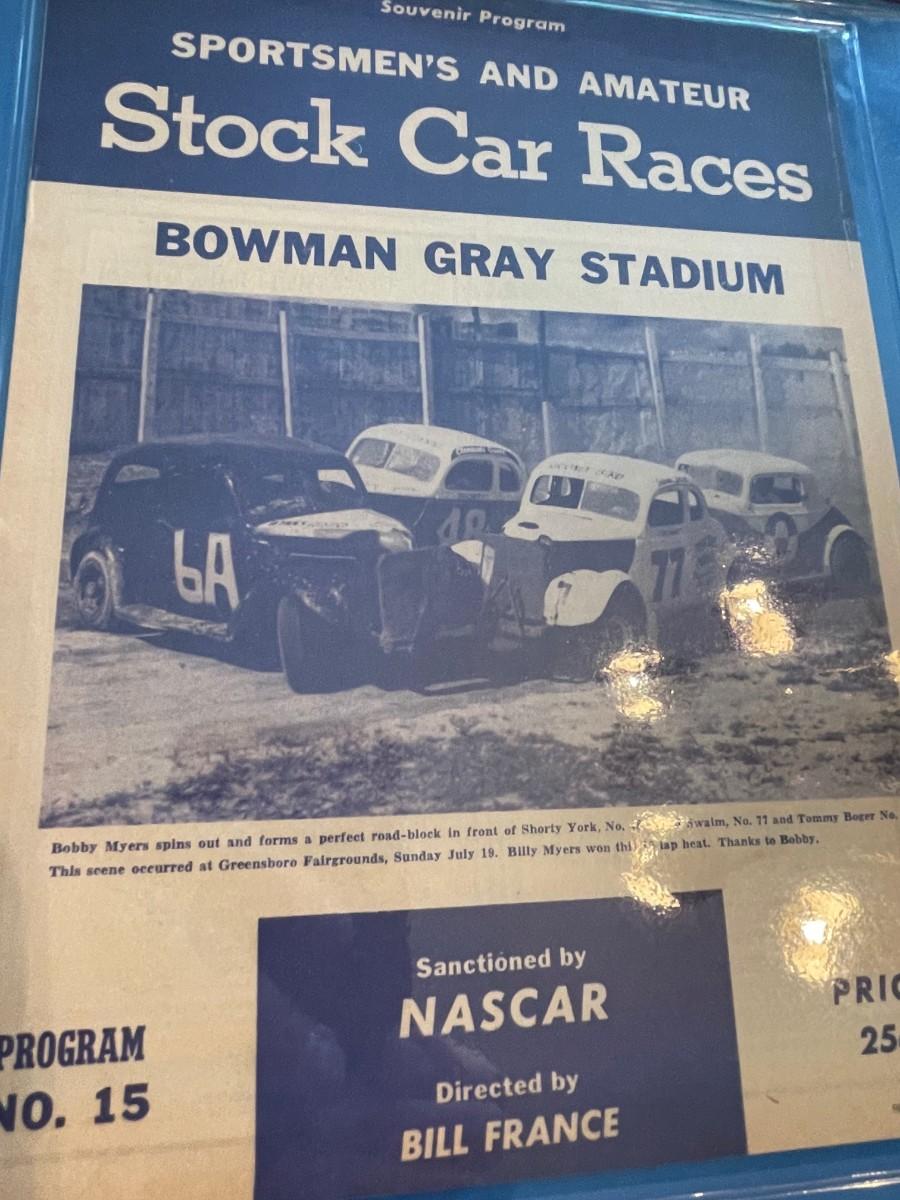 Souvenir Program
SPORTSMEN'S AND AMATEUR
Stock Car Races
BOWMAN GRAY STADIUM
6A
48
77
7
Bobby Myers spins out and forms a perfect road-block in front of Shorty York, No. Swaim, No. 77 and Tommy Boger No.
This scene occurred at Greensboro Fairgrounds, Sunday July 19. Billy Myers won lap heat. Thanks to Bobby.
Sanctioned by
NASCAR
Directed by
BILL FRANCE
PROGRAM
NO. 15
PRIC
25